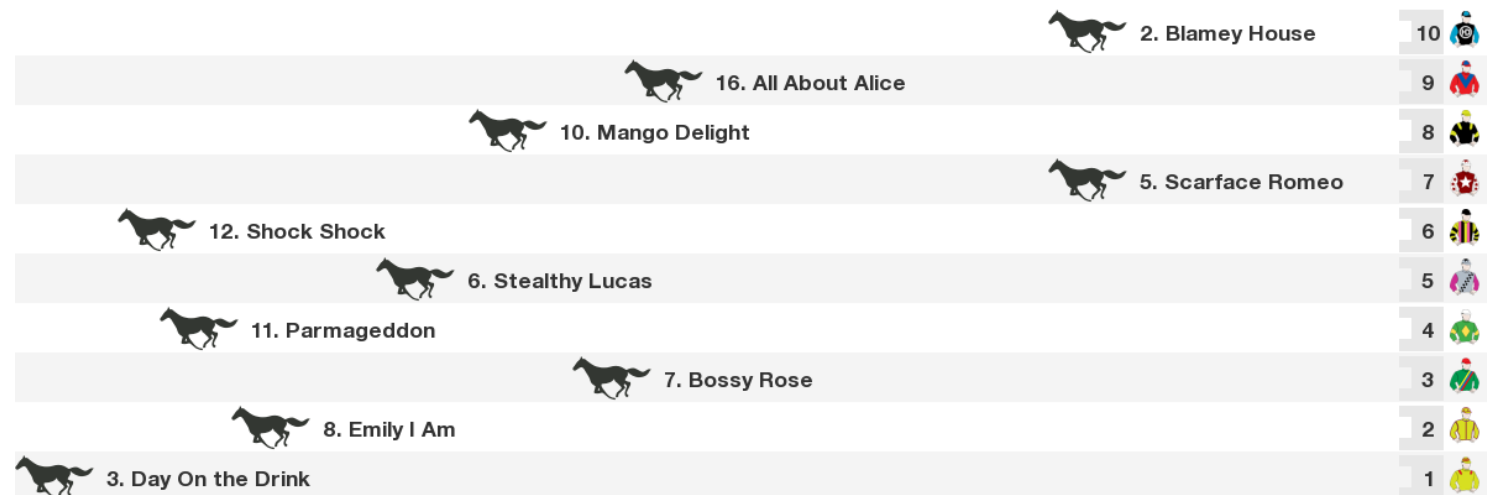 2. Blamey House 10
16. All About Alice 9
10. Mango Delight 8
5. Scarface Romeo 7
12. Shock Shock 6
6. Stealthy Lucas 5
11. Parmageddon 4
7. Bossy Rose 3
8. Emily I Am 2
3. Day On the Drink 1